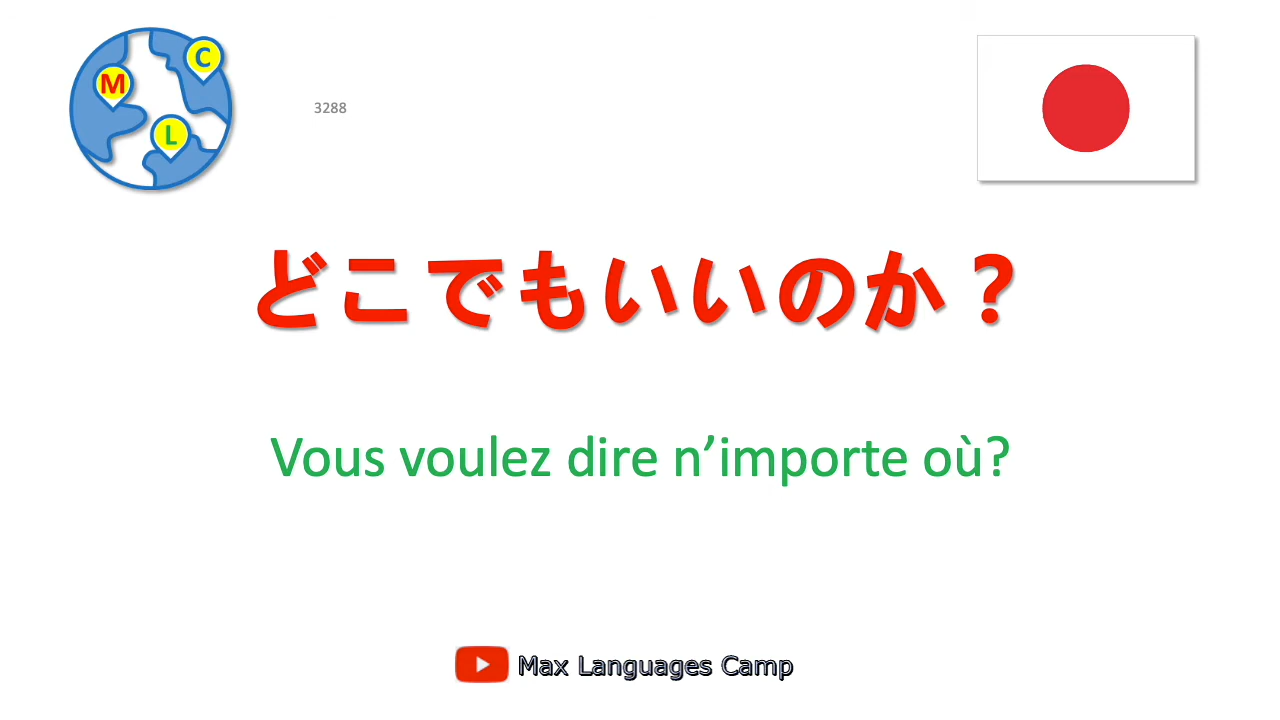 M
C
L
3288
どこでもいいのか？
Vous voulez dire n’importe où?
Max Languages Camp